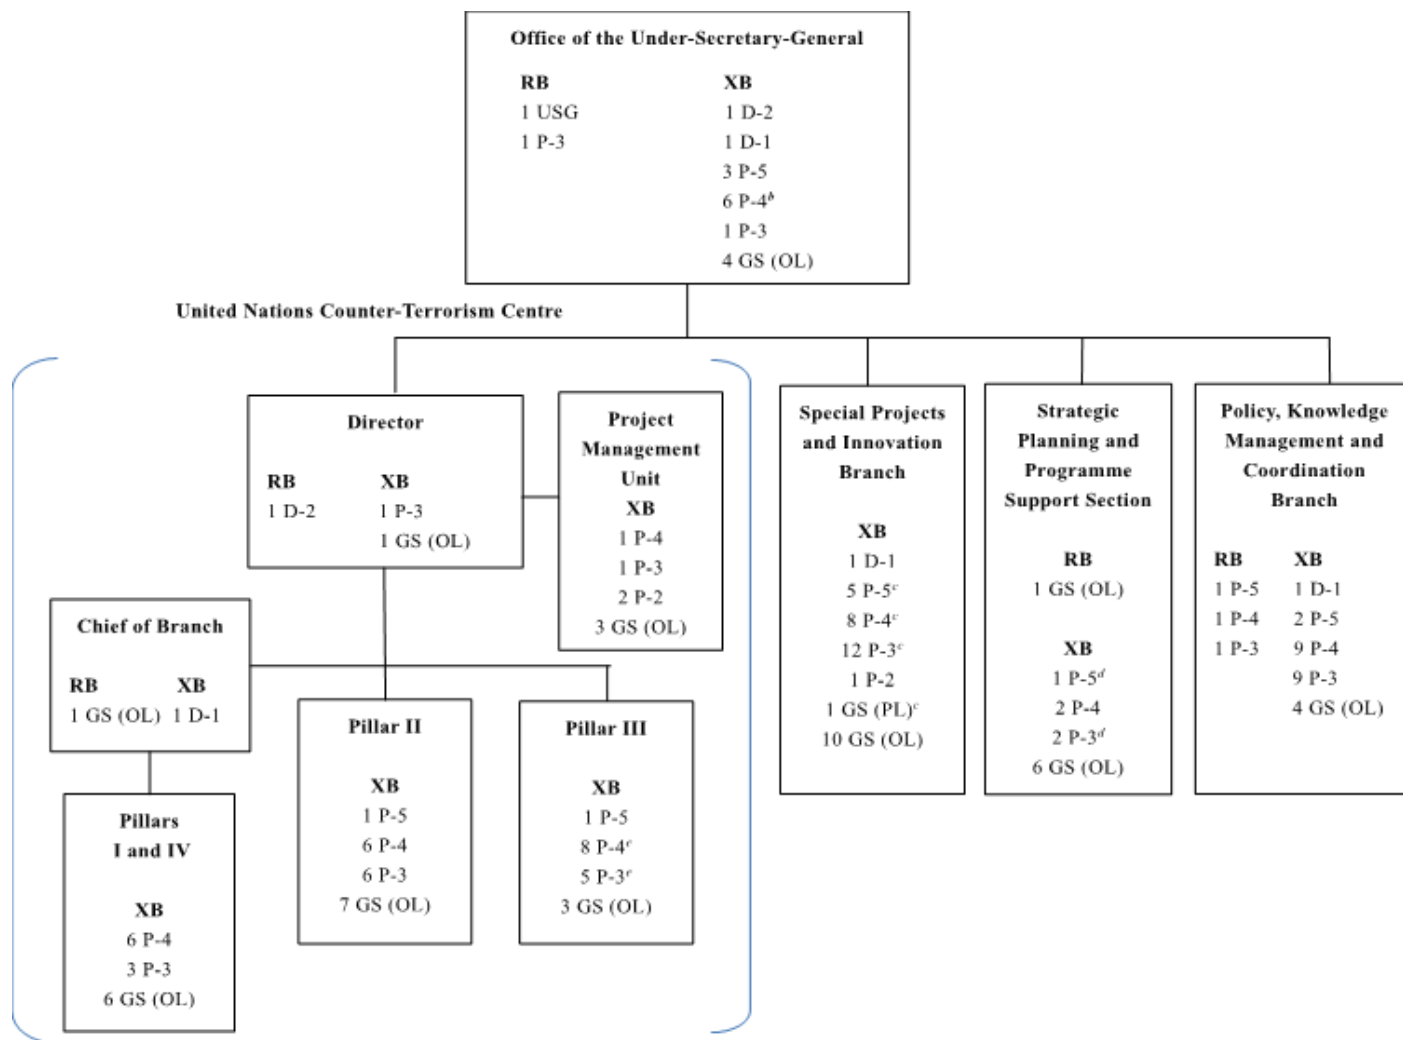 Office of the Under-Secretary-General
RB XB
1 USG 1 D-2
1 P-3 1 D-1
3 P-5
6 P-4b
1 P-3
4 GS (OL)
United Nations Counter-Terrorism Centre
Director
RB XB
1 D-2 1 P-3
1 GS (OL)
Project
Management
Unit
XB
1 P-4
1 P-3
2 P-2
3 GS (OL)
Chief of Branch
RB XB
1 GS (OL) 1 D-1
Pillars
I and IV
XB
6 P-4
3 P-3
6 GS (OL)
Pillar II
XB
1 P-5
6 P-4
6 P-3
7 GS (OL)
Pillar III
XB
1 P-5
8 P-4c
5 P-3c
3 GS (OL)
Special Projects
and Innovation
Branch
XB
1 D-1
5 P-5c
8 P-4c
12 P-3c
1 P-2
1 GS (PL)c
10 GS (OL)
Strategic
Planning and
Programme
Support Section
RB
1 GS (OL)
XB
1 P-5d
2 P-4
2 P-3d
6 GS (OL)
Policy, Knowledge
Management and
Coordination
Branch
RB XB
1 P-5 1 D-1
1 P-4 2 P-5
1 P-3 9 P-4
9 P-3
4 GS (OL)